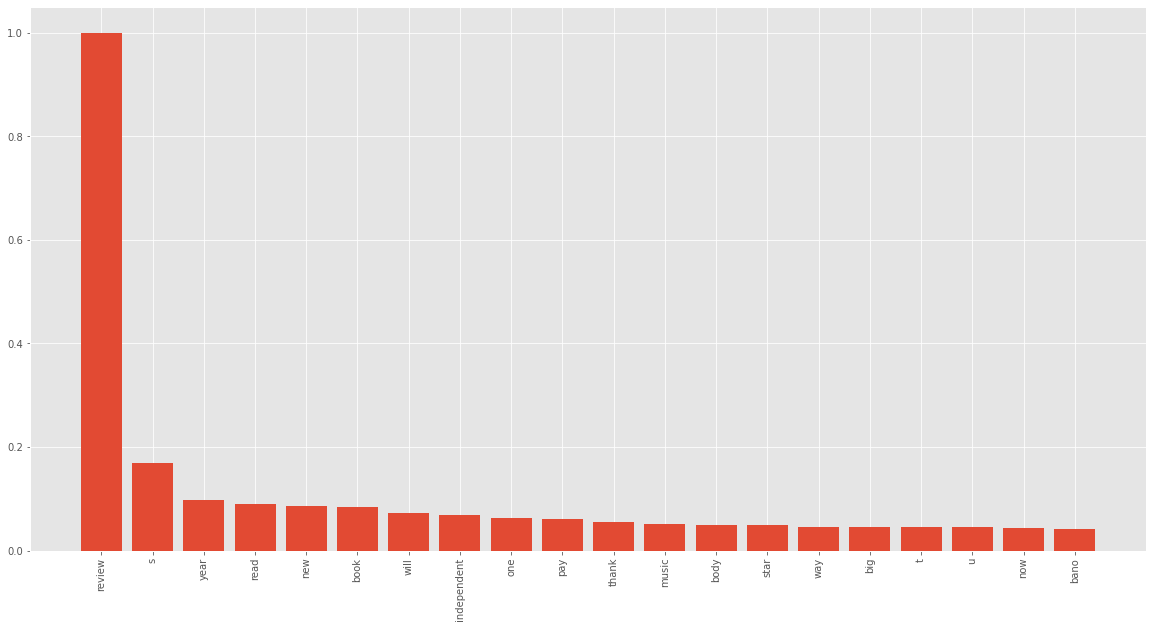 1.0
0.8
0.6
0.4
0.2
0.0
review
s
year
read
new
book
will
independent
one
pay
thank
music
body
star
way
big
t
u
now
bano